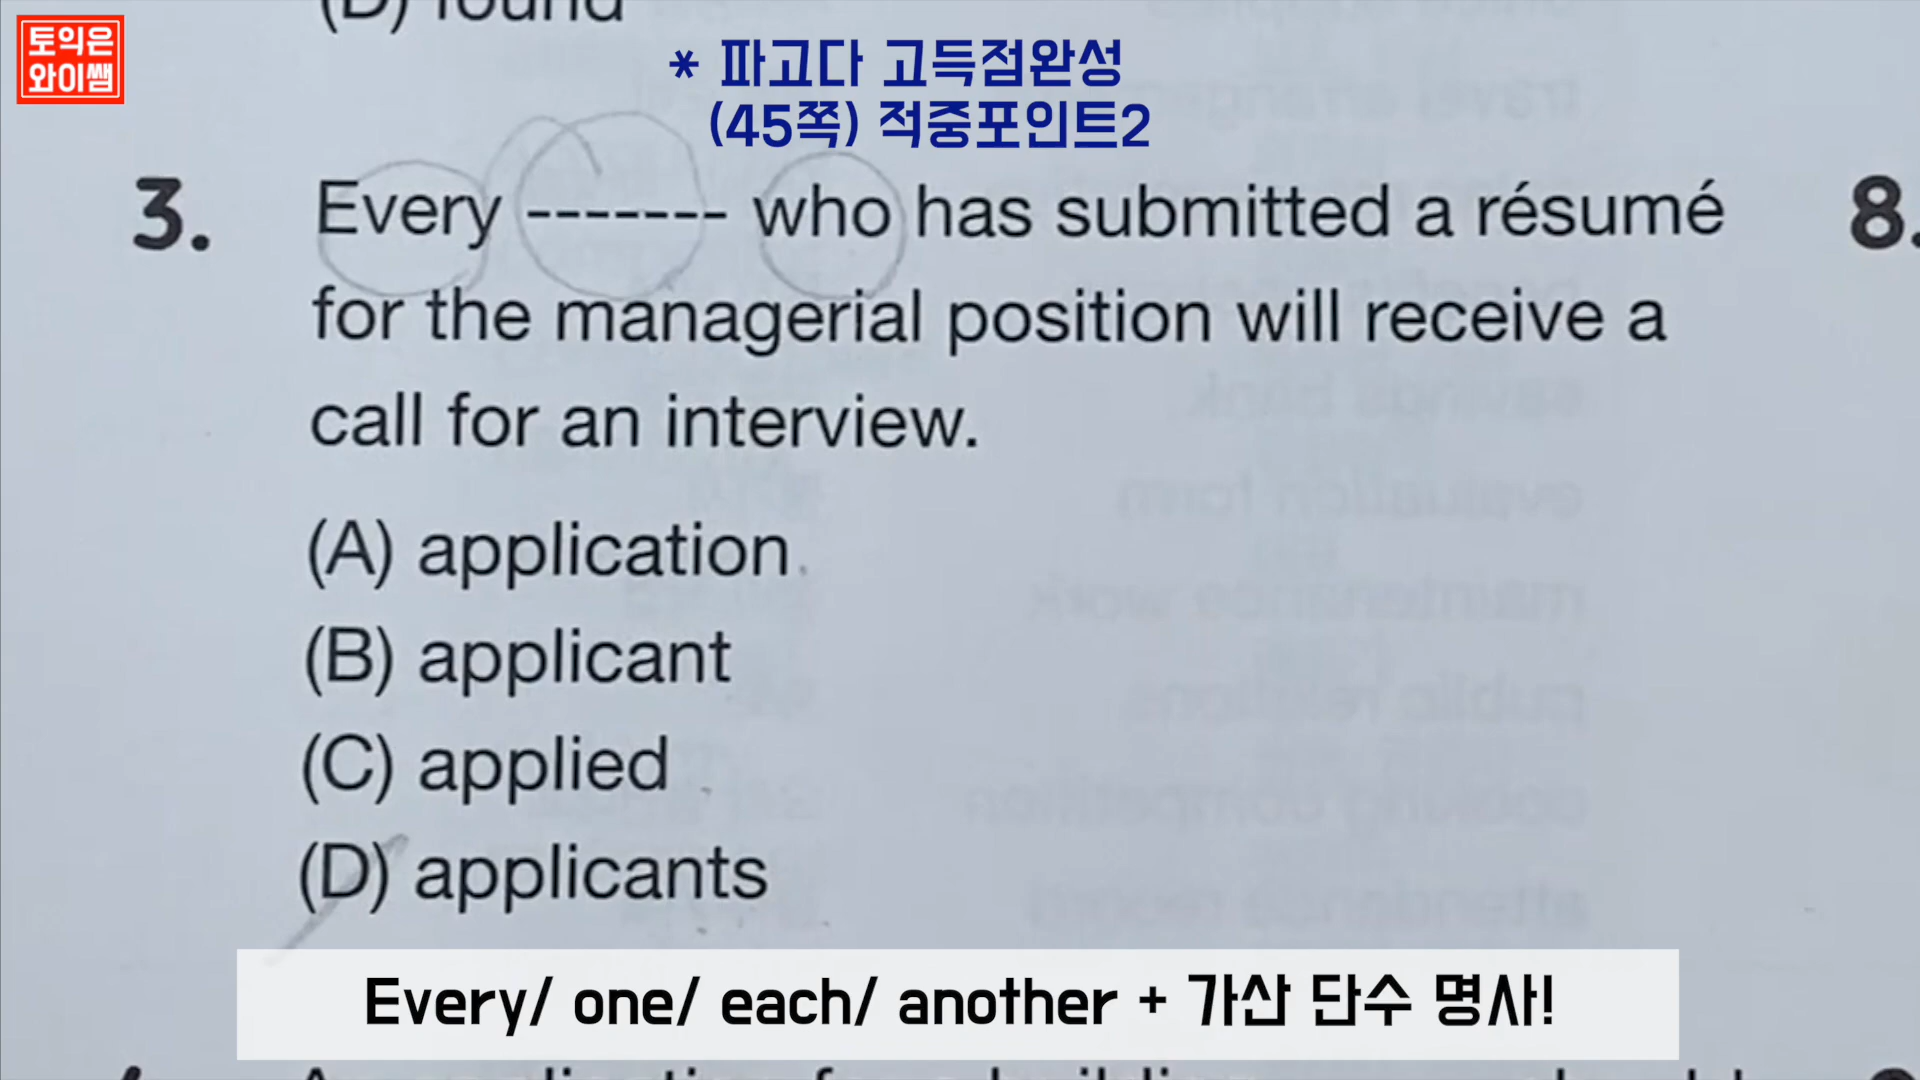 (D) found
토익은
와이쌤
* 파고다 고득점완성
(45쪽) 적중포인트2
3. Every ------- who has submitted a résumé
for the managerial position will receive a
call for an interview.
(A) application
(B) applicant
(C) applied
(D) applicants
8.
Every/ one/ each/ another + 가산 단수 명사!